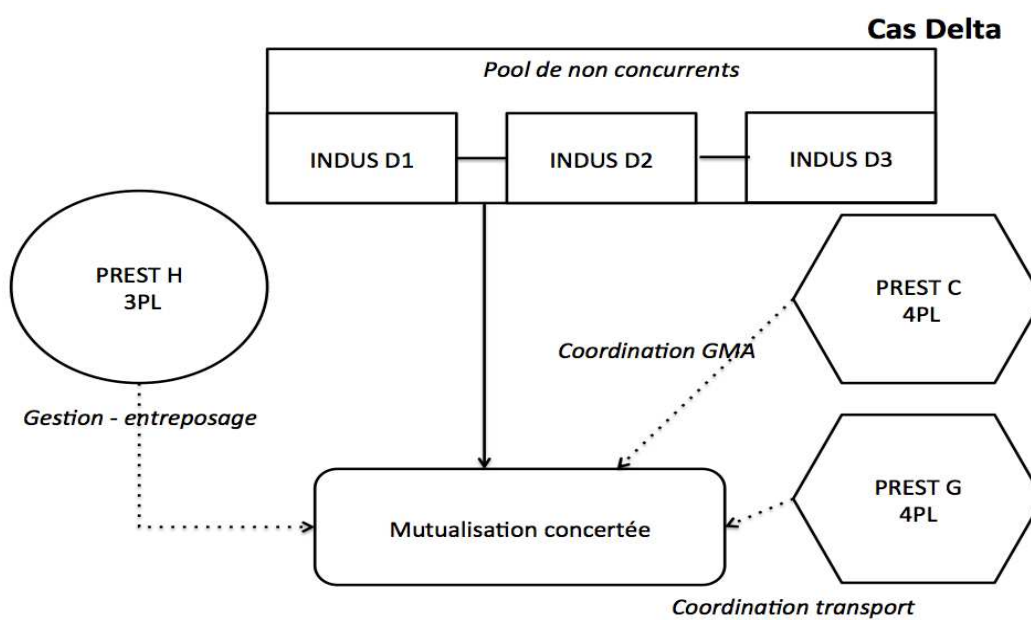 Cas Delta
Pool de non concurrents
INDUS D1
INDUS D2
INDUS D3
PREST H
3PL
PREST C
4PL
Coordination GMA
Gestion - entreposage
PREST G
4PL
Mutualisation concertée
Coordination transport